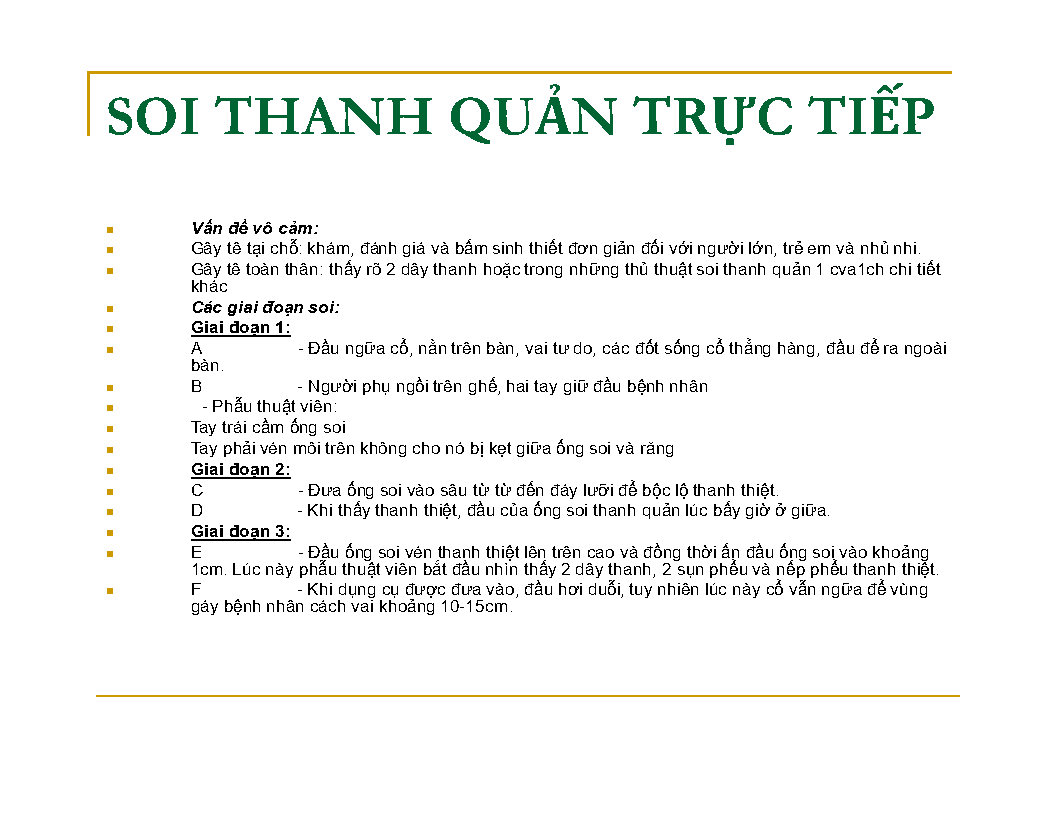 SOI THANH QUẢN TRỰC TIẾP
Vấn đề vô cảm:
Gây tê tại chỗ: khám, đánh giá và bấm sinh thiết đơn giản đối với người lớn, trẻ em và nhủ nhi.
Gây tê toàn thân: thấy rõ 2 dây thanh hoặc trong những thủ thuật soi thanh quản 1 cva1ch chi tiết
khác
Các giai đoạn soi:
Giai đoạn 1:
A - Đầu ngữa cổ, nằn trên bàn, vai tư do, các đốt sống cổ thẳng hàng, đầu để ra ngoài
bàn.
B - Người phụ ngồi trên ghế, hai tay giữ đầu bệnh nhân
- Phẫu thuật viên:
Tay trái cầm ống soi
Tay phải vén môi trên không cho nó bị kẹt giữa ống soi và răng
Giai đoạn 2:
C - Đưa ống soi vào sâu từ từ đến đáy lưỡi để bộc lộ thanh thiệt.
D - Khi thấy thanh thiệt, đầu của ống soi thanh quản lúc bấy giờ ở giữa.
Giai đoạn 3:
E - Đầu ống soi vén thanh thiệt lên trên cao và đồng thời ấn đầu ống soi vào khoảng
1cm. Lúc này phẫu thuật viên bắt đầu nhìn thấy 2 dây thanh, 2 sụn phễu và nếp phễu thanh thiệt.
F - Khi dụng cụ được đưa vào, đầu hơi duỗi, tuy nhiên lúc này cổ vẫn ngữa để vùng
gáy bệnh nhân cách vai khoảng 10-15cm.